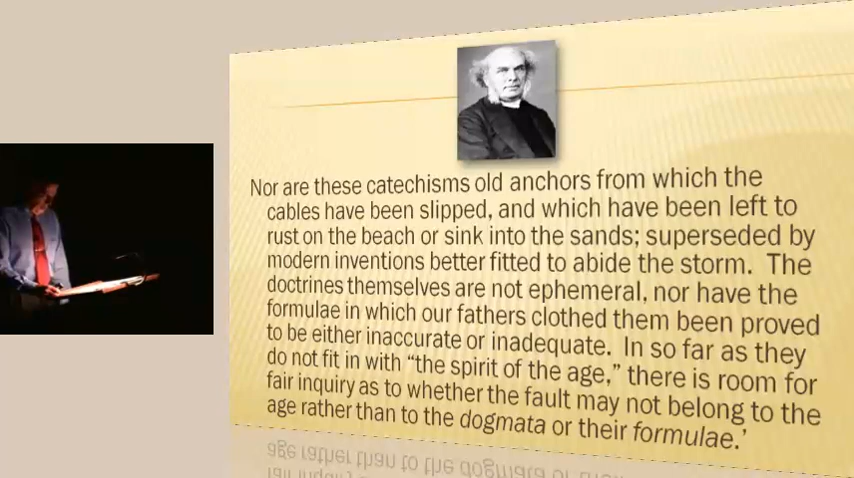 Nor are these catechisms old anchors from which the
cables have been slipped, and which have been left to
rust on the beach or sink into the sands; superseded by
modern inventions better fitted to abide the storm.  The
doctrines themselves are not ephemeral, nor have the
formulae in which our fathers clothed them been proved
to be either inaccurate or inadequate.  In so far as they
do not fit in with “the spirit of the age,” there is room for
fair inquiry as to whether the fault may not belong to the
age rather than to the dogmata or their formulae.’